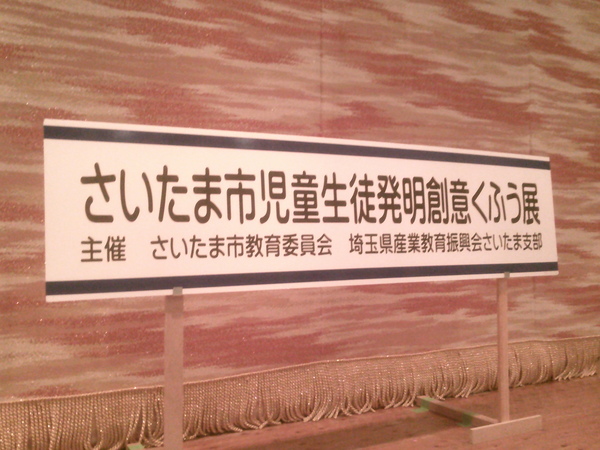 さいたま市児童生徒発明創意くふう展
主催　さいたま市教育委員会　埼玉県産業教育振興会さいたま支部